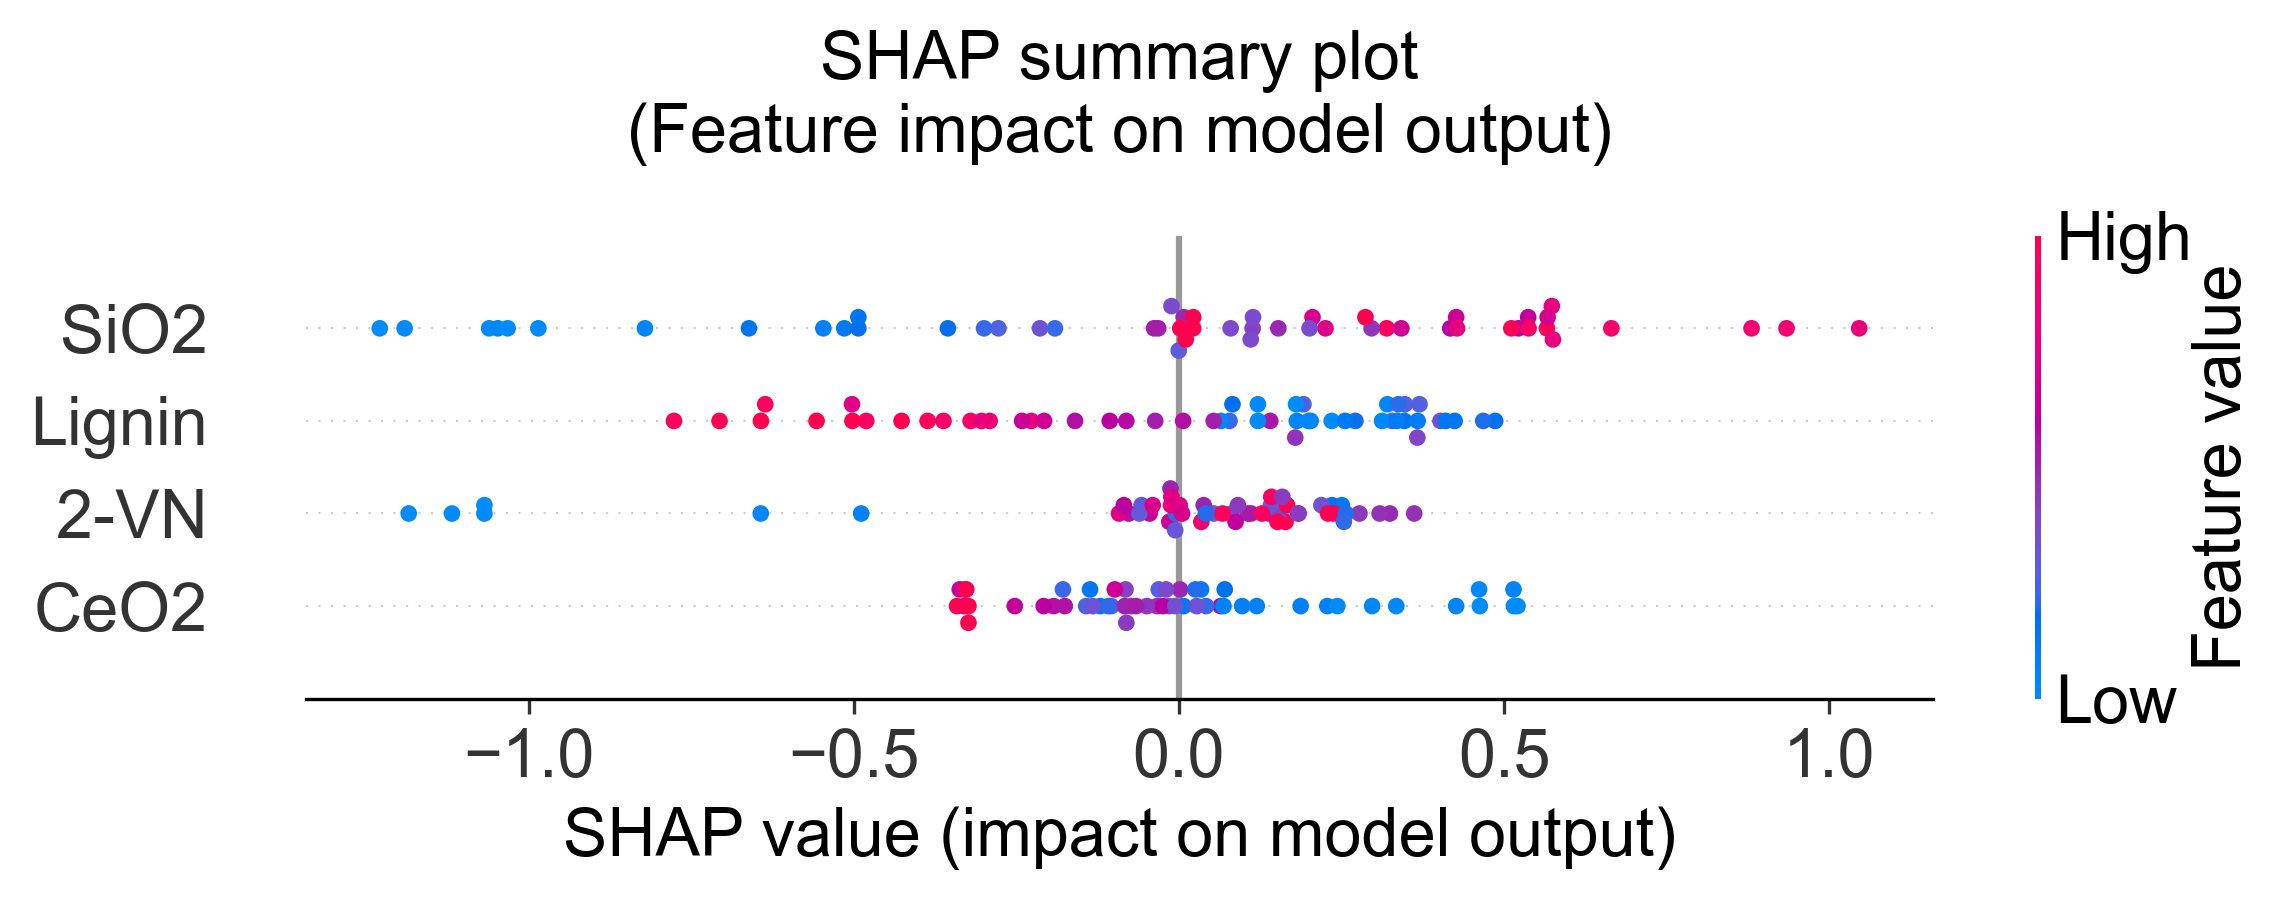 SHAP summary plot
(Feature impact on model output)
High
SiO2
Lignin
2-VN
CeO2
Feature value
Low
−1.0 −0.5 0.0 0.5 1.0
SHAP value (impact on model output)